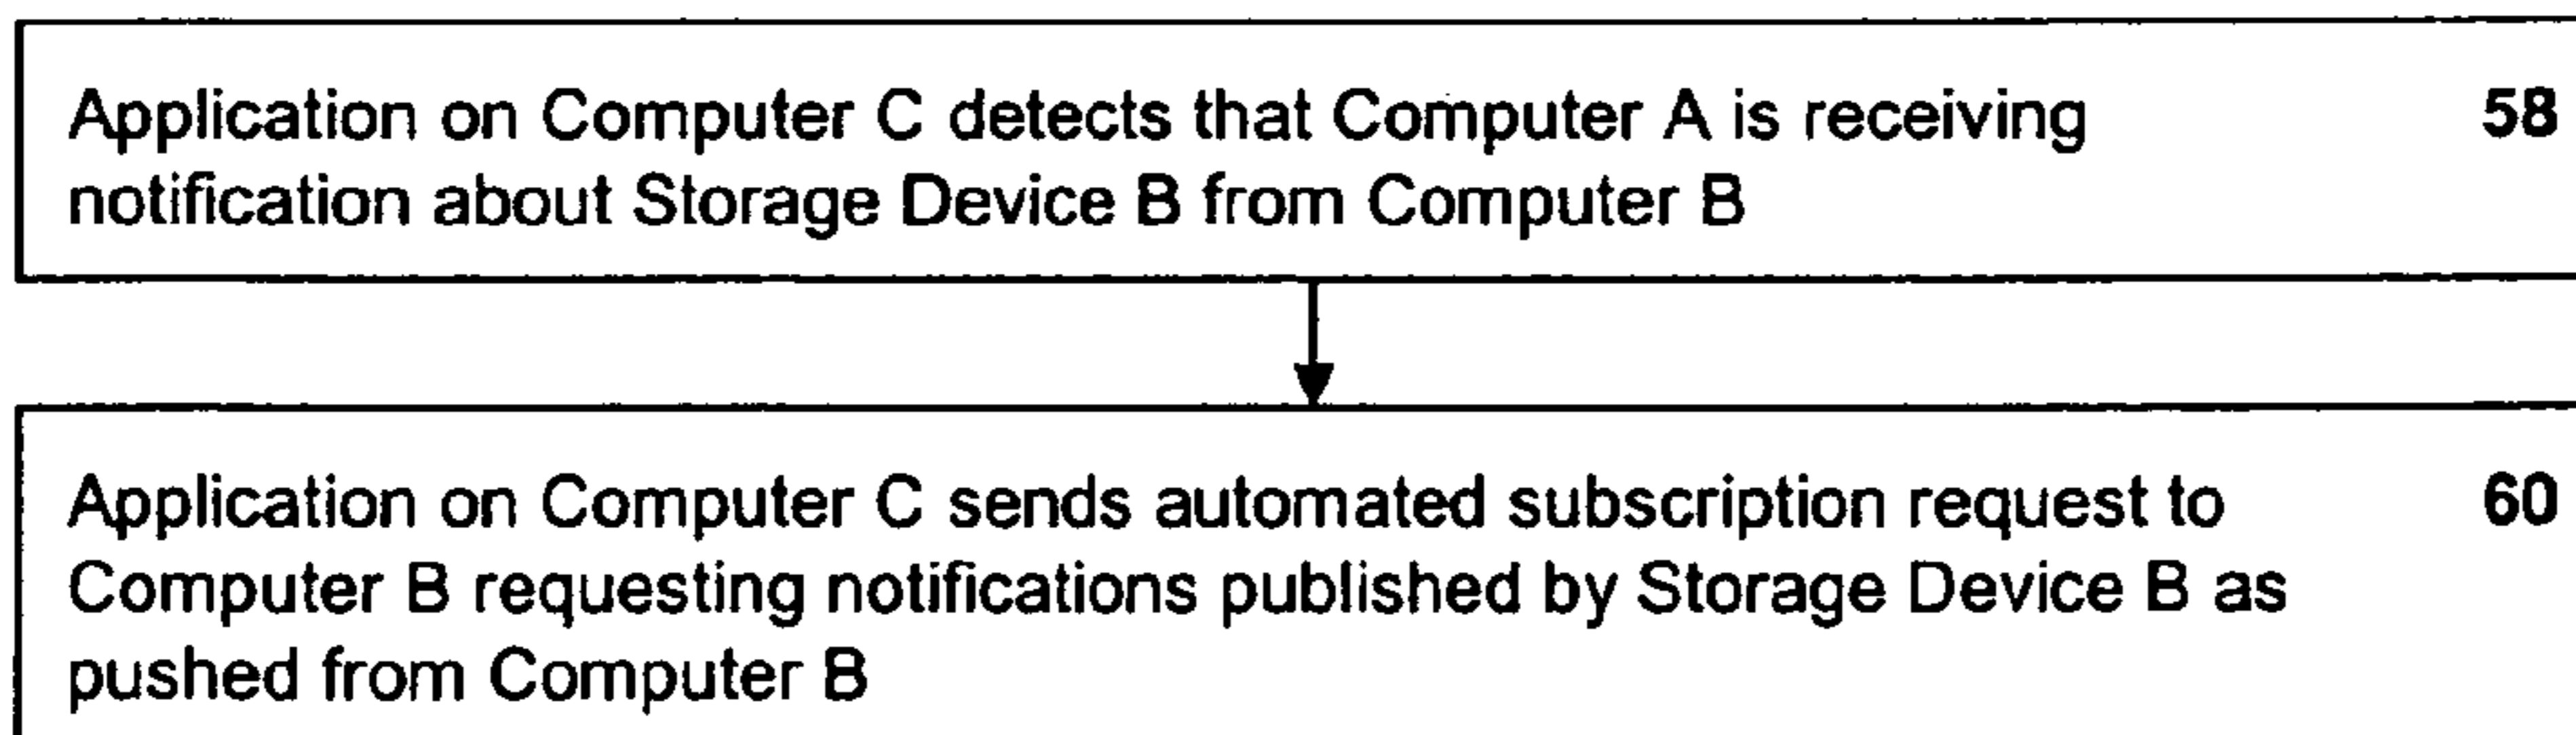 Application on Computer C detects that Computer A is receiving 58
notification about Storage Device B from Computer B
Application on Computer C sends automated subscription request to 60
Computer B requesting notifications published by Storage Device B as
pushed from Computer B